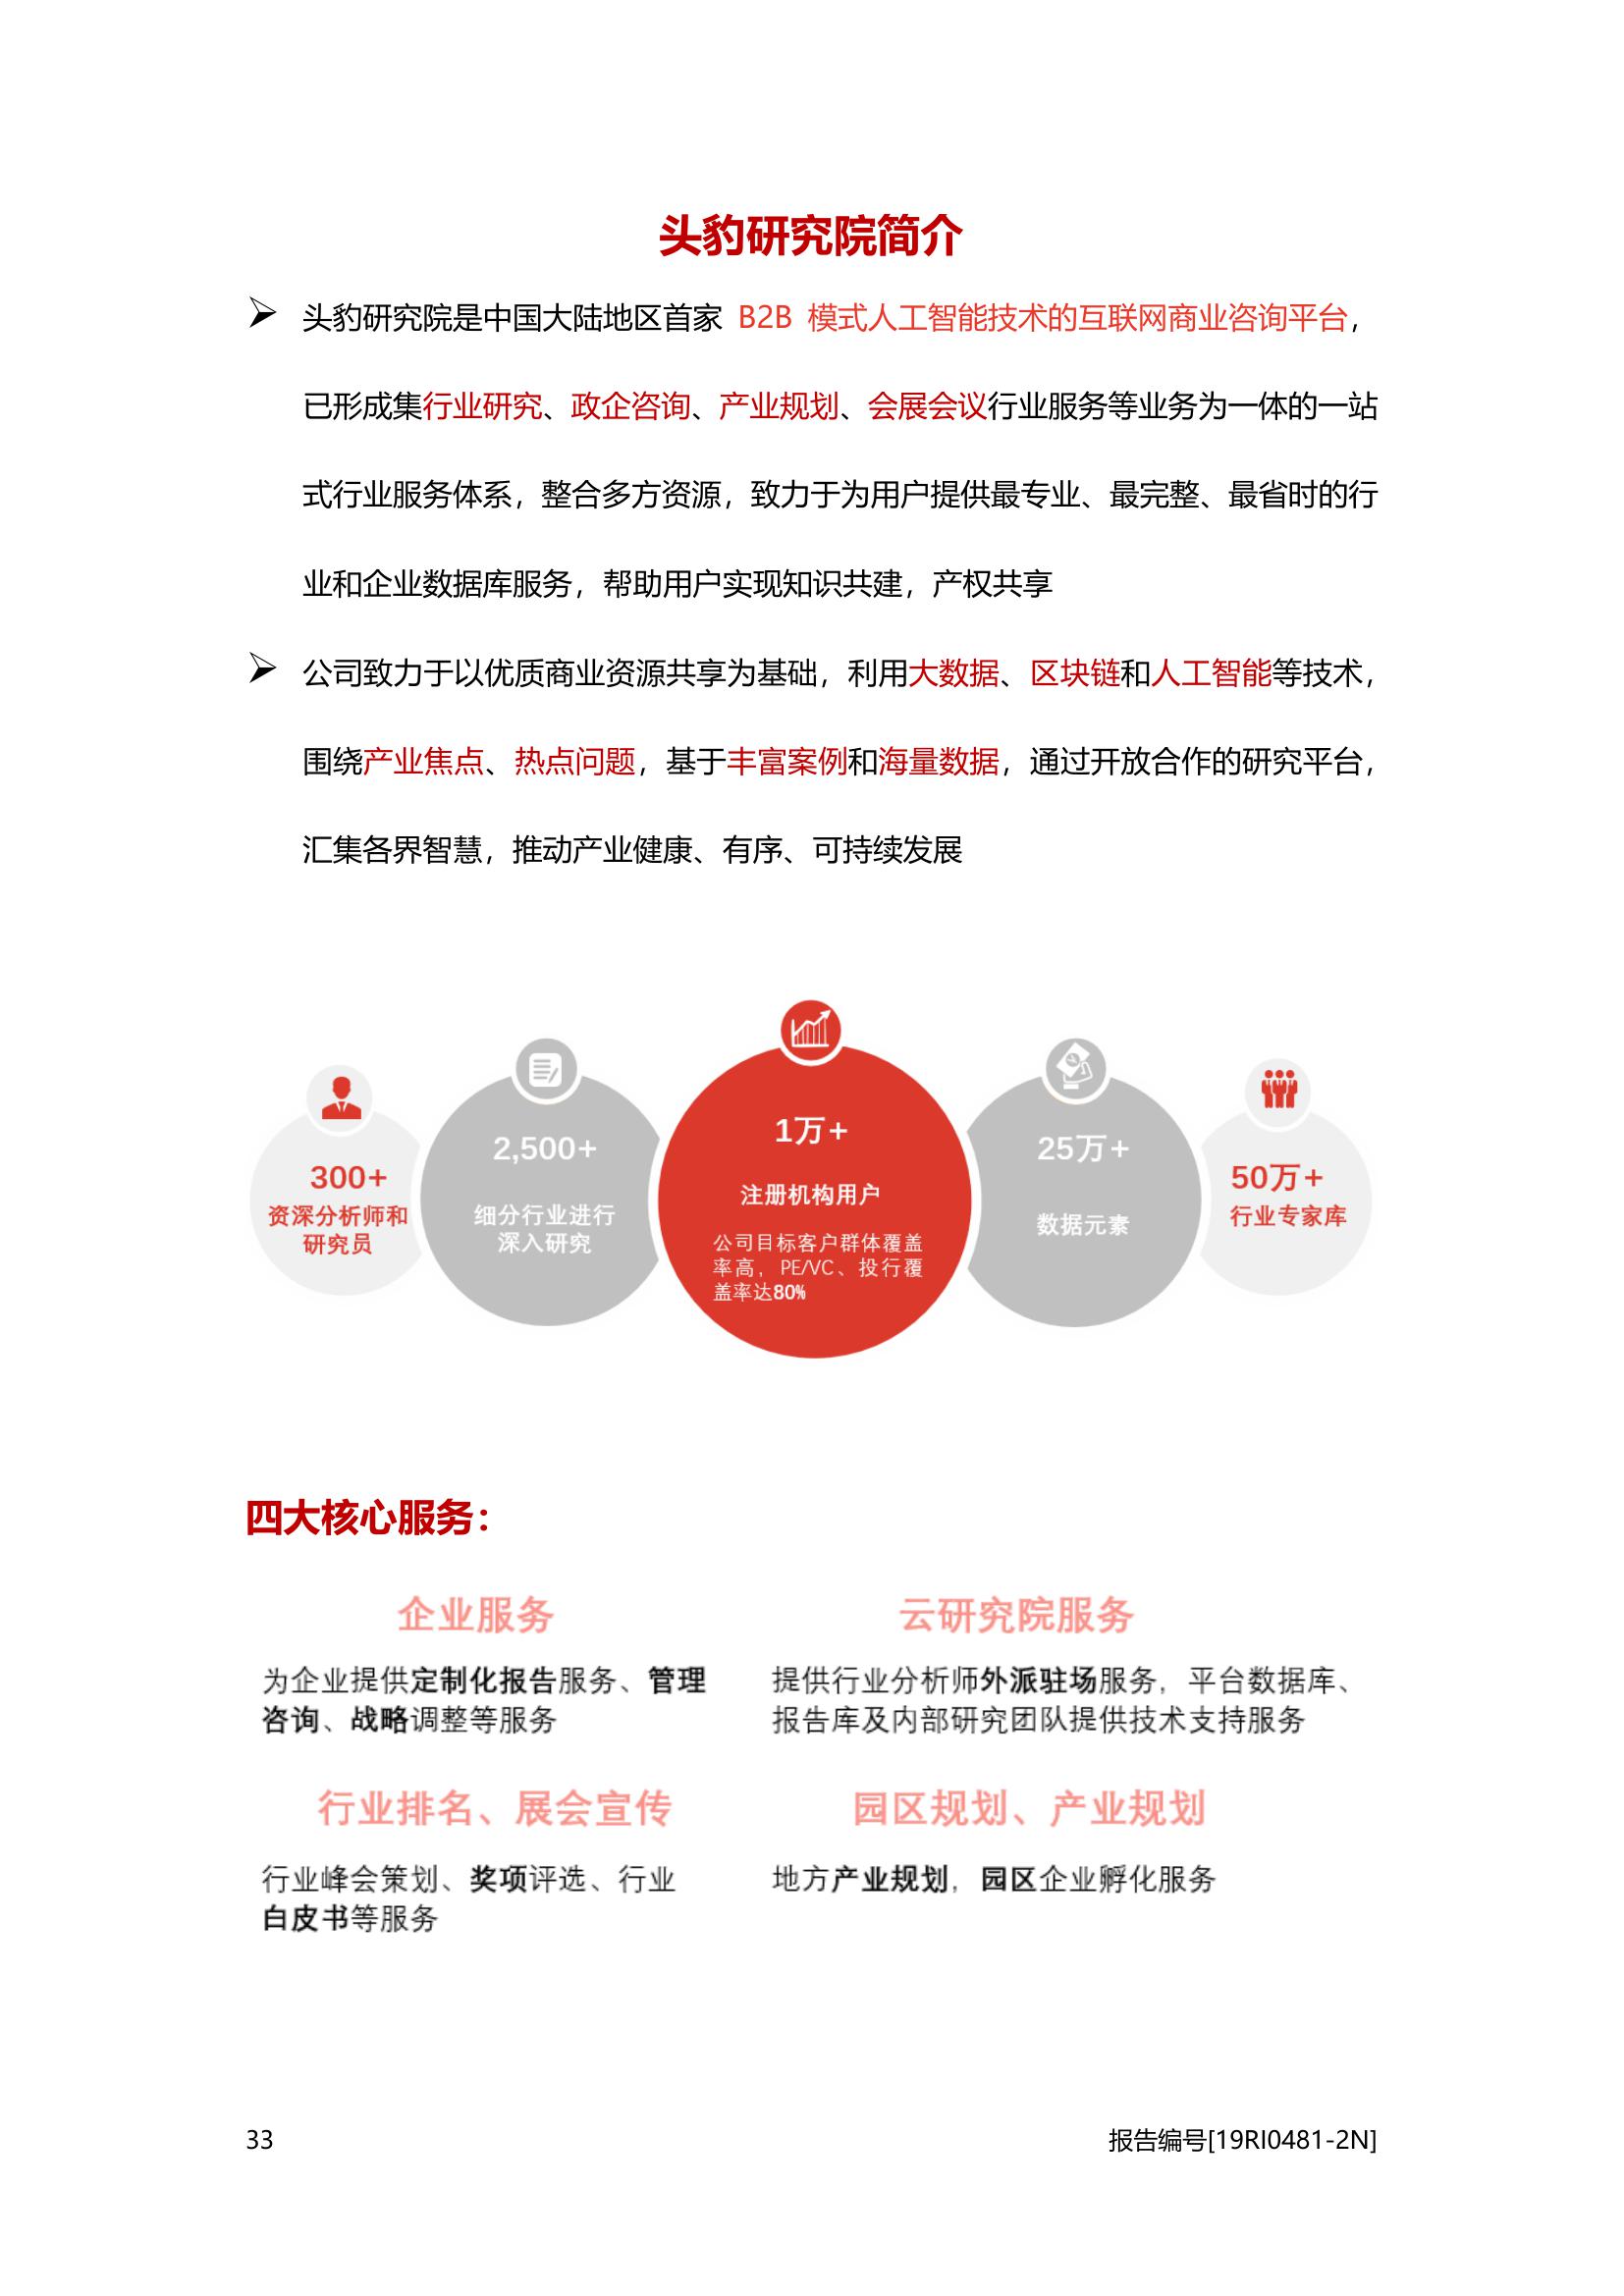 头豹研究院简介
➢ 头豹研究院是中国大陆地区首家 B2B 模式人工智能技术的互联网商业咨询平台，
已形成集行业研究、政企咨询、产业规划、会展会议行业服务等业务为一体的一站
式行业服务体系，整合多方资源，致力于为用户提供最专业、最完整、最省时的行
业和企业数据库服务，帮助用户实现知识共建，产权共享
➢ 公司致力于以优质商业资源共享为基础，利用大数据、区块链和人工智能等技术，
围绕产业焦点、热点问题，基于丰富案例和海量数据，通过开放合作的研究平台，
汇集各界智慧，推动产业健康、有序、可持续发展
300+
资深分析师和
研究员
2,500+
细分行业进行
深入研究
1万+
注册机构用户
公司目标客户群体覆盖
率高，PE/VC、投行覆
盖率达80%
25万+
数据元素
50万+
行业专家库
四大核心服务：
企业服务
为企业提供定制化报告服务、管理
咨询、战略调整等服务
云研究院服务
提供行业分析师外派驻场服务，平台数据库、
报告库及内部研究团队提供技术支持服务
行业排名、展会宣传
行业峰会策划、奖项评选、行业
白皮书等服务
园区规划、产业规划
地方产业规划，园区企业孵化服务
33
报告编号[19RI0481-2N]